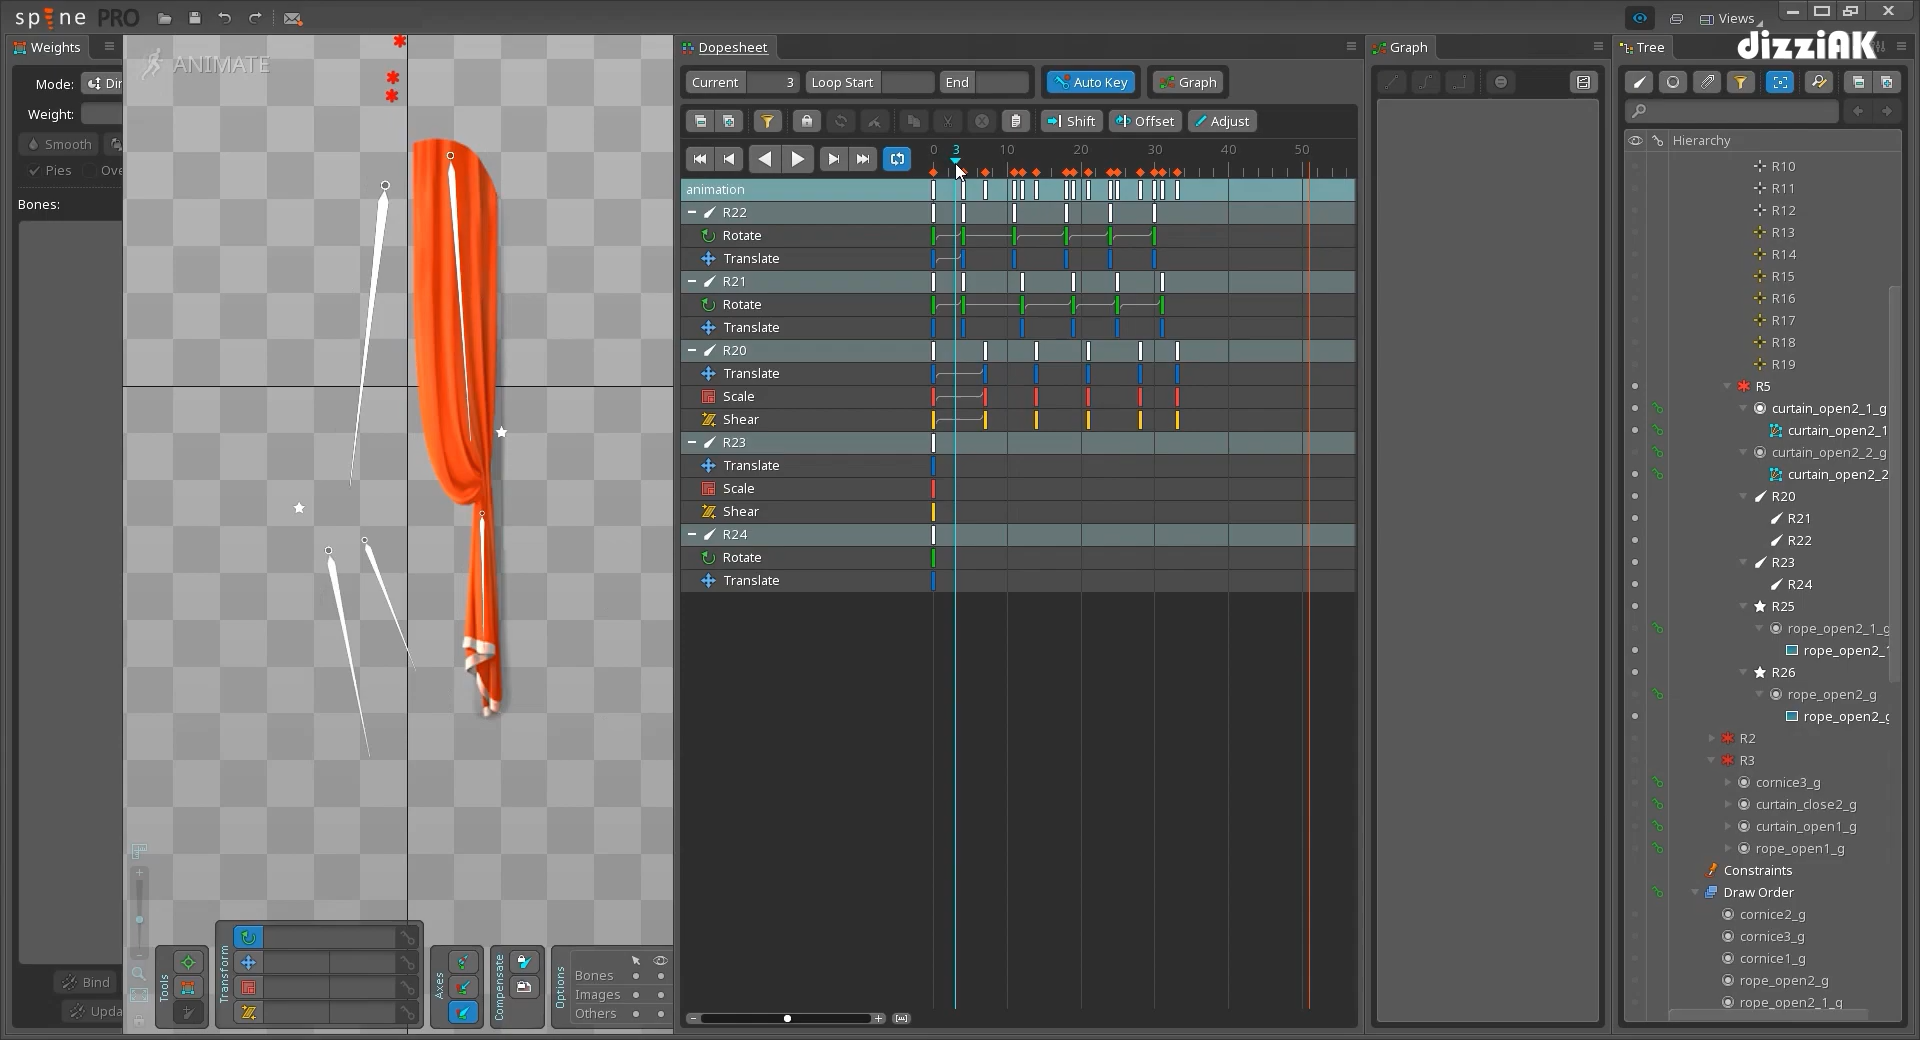 spine PRO
Views
dizziAK
Weights
Mode:
Dir
Weight:
Smooth
Pies
Ove
Bones:
Bind
Upda
ANIMATE
Tools
Transform
Axes
Compensate
Options
Bones
Images
Others
Dopesheet
Current 3 Loop Start End Auto Key Graph
Shift Offset Adjust
0 3 10 20 30 40 50
animation
R22
Rotate
Translate
R21
Rotate
Translate
R20
Translate
Scale
Shear
R23
Translate
Scale
Shear
R24
Rotate
Translate
Graph
Tree
Hierarchy
R10
R11
R12
R13
R14
R15
R16
R17
R18
R19
R5
curtain_open2_1_g
curtain_open2_1
curtain_open2_2_g
curtain_open2_2
R20
R21
R22
R23
R24
R25
rope_open2_1_g
rope_open2_1
R26
rope_open2_g
rope_open2_g
R2
R3
cornice3_g
curtain_close2_g
curtain_open1_g
rope_open1_g
Constraints
Draw Order
cornice2_g
cornice3_g
cornice1_g
rope_open2_g
rope_open2_1_g